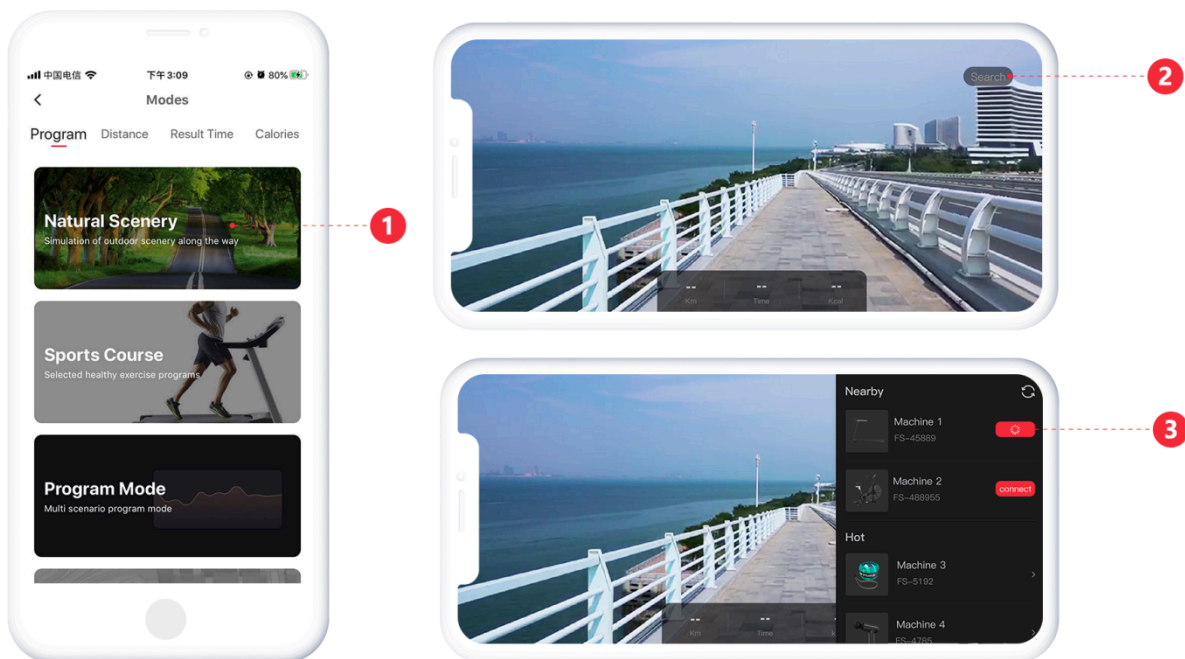 中国电信
下午3:09
80%
Modes
Program Distance Result Time Calories
Natural Scenery
Simulation of outdoor scenery along the way
1
Sports Course
Selected healthy exercise programs
Program Mode
Multi scenario program mode
Search
2
-- -- --
Km Time Kcal
Nearby
Machine 1
FS-45889
3
Machine 2
FS-488955
connect
Hot
Machine 3
FS-5192
Machine 4
FS-4785
-- --
Km Time k